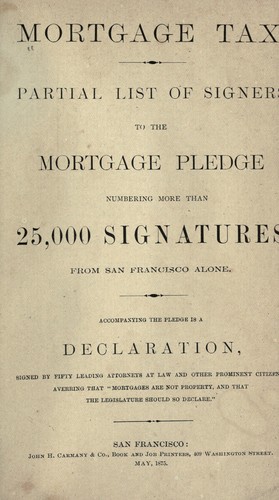 MORTGAGE TAX
PARTIAL LIST OF SIGNERS
TO THE
MORTGAGE PLEDGE
NUMBERING MORE THAN
25,000 SIGNATURES
FROM SAN FRANCISCO ALONE.
ACCOMPANYING THE PLEDGE IS A
DECLARATION,
SIGNED BY FIFTY LEADING ATTORNEYS AT LAW AND OTHER PROMINENT CITIZEN
AVERRING THAT "MORTGAGES ARE NOT PROPERTY, AND THAT
THE LEGISLATURE SHOULD SO DECLARE."
SAN FRANCISCO:
JOHN H. CARMANY & CO., BOOK AND JOB PRINTERS, 409 WASHINGTON STREET.
MAY, 1875.